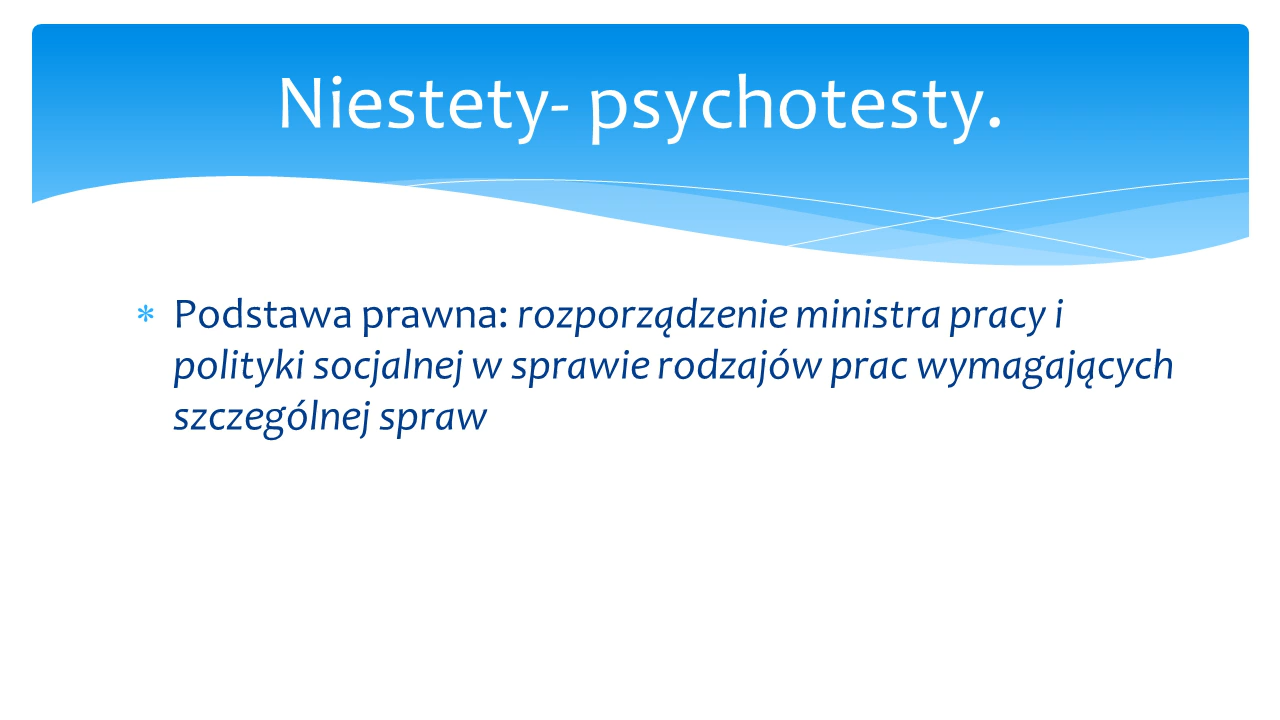 Niestety- psychotesty.
Podstawa prawna: rozporządzenie ministra pracy i
polityki socjalnej w sprawie rodzajów prac wymagających
szczególnej spraw